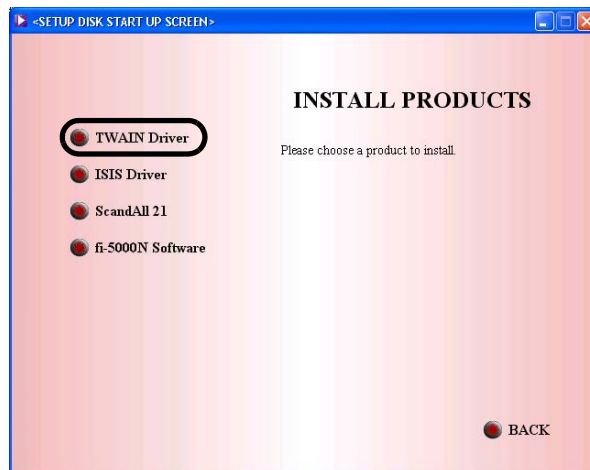 <SETUP DISK START UP SCREEN>
INSTALL PRODUCTS
Please choose a product to install.
TWAIN Driver
ISIS Driver
ScandAll 21
fi-5000N Software
BACK